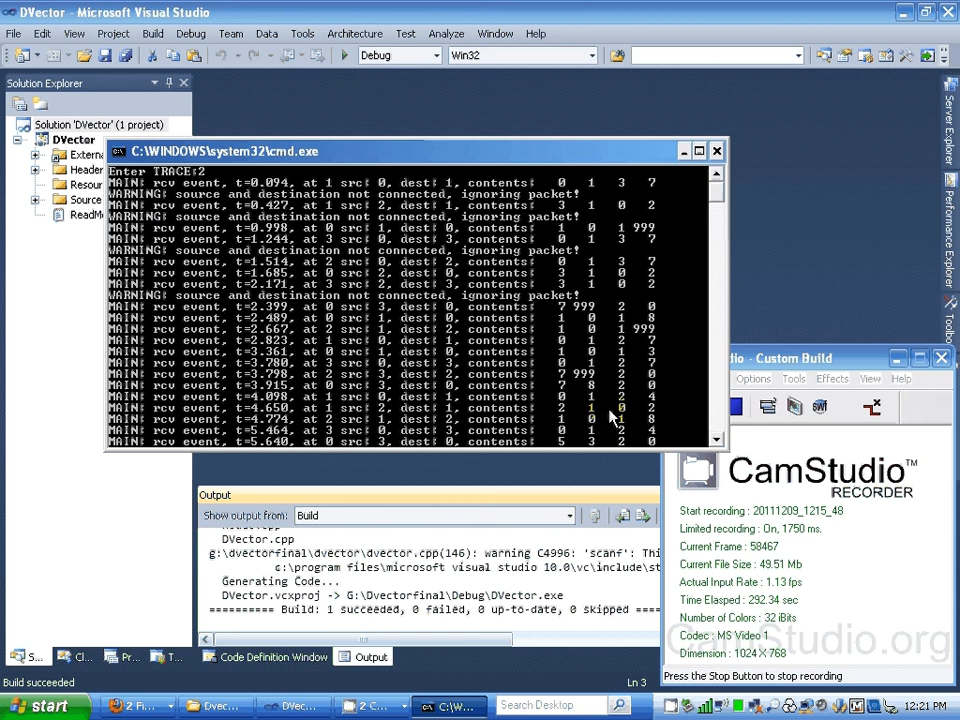 DVector - Microsoft Visual Studio
File Edit View Project Build Debug Team Data Tools Architecture Test Analyze Window Help
Debug Win32
Solution Explorer
Solution 'DVector' (1 project)
DVector
Externa
Header
Resour
Source
ReadMe
Server Explorer
Performance Explorer
Toolbo
C:\WINDOWS\system32\cmd.exe
Enter TRACE:2
MAIN: rcv event, t=0.094, at 1 src: 0, dest: 1, contents: 0 1 3 7
WARNING: source and destination not connected, ignoring packet!
MAIN: rcv event, t=0.427, at 1 src: 2, dest: 1, contents: 3 1 0 2
WARNING: source and destination not connected, ignoring packet!
MAIN: rcv event, t=0.998, at 0 src: 1, dest: 0, contents: 1 0 1 999
MAIN: rcv event, t=1.244, at 3 src: 0, dest: 3, contents: 0 1 3 7
WARNING: source and destination not connected, ignoring packet!
MAIN: rcv event, t=1.514, at 2 src: 0, dest: 2, contents: 0 1 3 7
MAIN: rcv event, t=1.685, at 0 src: 2, dest: 0, contents: 3 1 0 2
MAIN: rcv event, t=2.171, at 3 src: 2, dest: 3, contents: 3 1 0 2
WARNING: source and destination not connected, ignoring packet!
MAIN: rcv event, t=2.399, at 0 src: 3, dest: 0, contents: 7 999 2 0
MAIN: rcv event, t=2.489, at 0 src: 1, dest: 0, contents: 1 0 1 8
MAIN: rcv event, t=2.667, at 2 src: 1, dest: 2, contents: 1 0 1 999
MAIN: rcv event, t=2.823, at 1 src: 0, dest: 1, contents: 0 1 2 7
MAIN: rcv event, t=3.361, at 0 src: 1, dest: 0, contents: 1 0 1 3
MAIN: rcv event, t=3.780, at 3 src: 0, dest: 3, contents: 0 1 2 7
MAIN: rcv event, t=3.798, at 2 src: 3, dest: 2, contents: 7 999 2 0
MAIN: rcv event, t=3.915, at 0 src: 3, dest: 0, contents: 7 8 2 0
MAIN: rcv event, t=4.098, at 1 src: 0, dest: 1, contents: 0 1 2 4
MAIN: rcv event, t=4.650, at 1 src: 2, dest: 1, contents: 2 1 0 2
MAIN: rcv event, t=4.774, at 2 src: 1, dest: 2, contents: 1 0 1 8
MAIN: rcv event, t=5.464, at 3 src: 0, dest: 3, contents: 0 1 2 4
MAIN: rcv event, t=5.640, at 0 src: 3, dest: 0, contents: 5 3 2 0
dio - Custom Build
Options Tools Effects View Help
CamStudio™
RECORDER
Start recording : 20111209_1215_48
Limited recording : On, 1750 ms.
Current Frame : 58467
Current File Size : 49.51 Mb
Actual Input Rate : 1.13 fps
Time Elasped : 292.34 sec
Number of Colors : 32 iBits
Codec : MS Video 1
Dimension : 1024 X 768
CamStudio.org
Press the Stop Button to stop recording
Output
Show output from: Build
DVector.cpp
g:\dvectorfinal\dvector\dvector.cpp(146): warning C4996: 'scanf': Thi
c:\program files\microsoft visual studio 10.0\vc\include\st
Generating Code...
DVector.vcxproj -> G:\Dvectorfinal\Debug\DVector.exe
========== Build: 1 succeeded, 0 failed, 0 up-to-date, 0 skipped ====
S... Cl... Pr... T... Code Definition Window Output
Build succeeded
Ln 3
start 2 Fi... Dvec... DVec... 2 C... C:\W... Search Desktop 12:21 PM